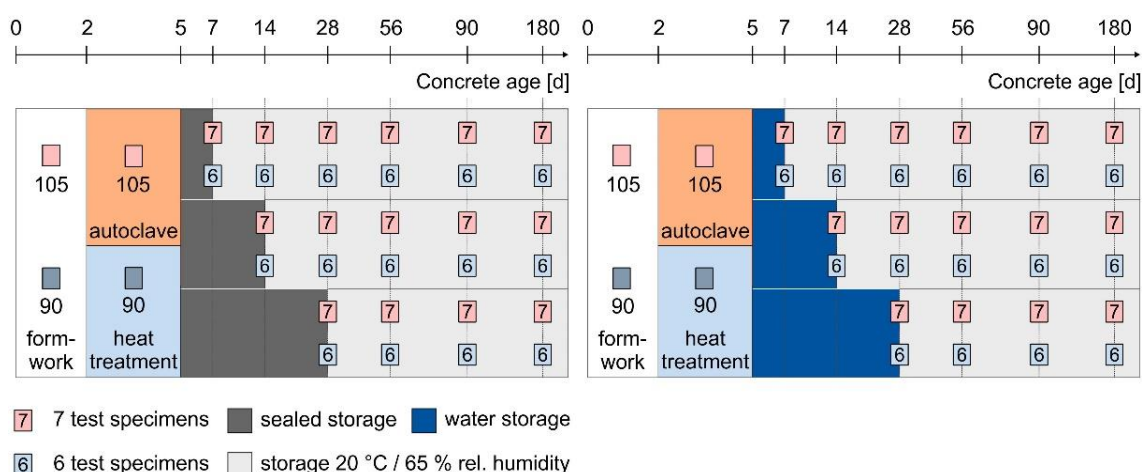 0 2 5 7 14 28 56 90 180 0 2 5 7 14 28 56 90 180
Concrete age [d] Concrete age [d]
7 7 7 7 7 7 7 7 7 7 7 7
105 105 105 105
6 6 6 6 6 6 6 6 6 6 6 6
7 7 7 7 7 7 7 7 7 7
autoclave autoclave
6 6 6 6 6 6 6 6 6 6
90 90 90 90
7 7 7 7 7 7 7 7
form- heat form- heat
work treatment work treatment
6 6 6 6 6 6 6 6
7 7 test specimens sealed storage water storage
6 6 test specimens storage 20 °C / 65 % rel. humidity